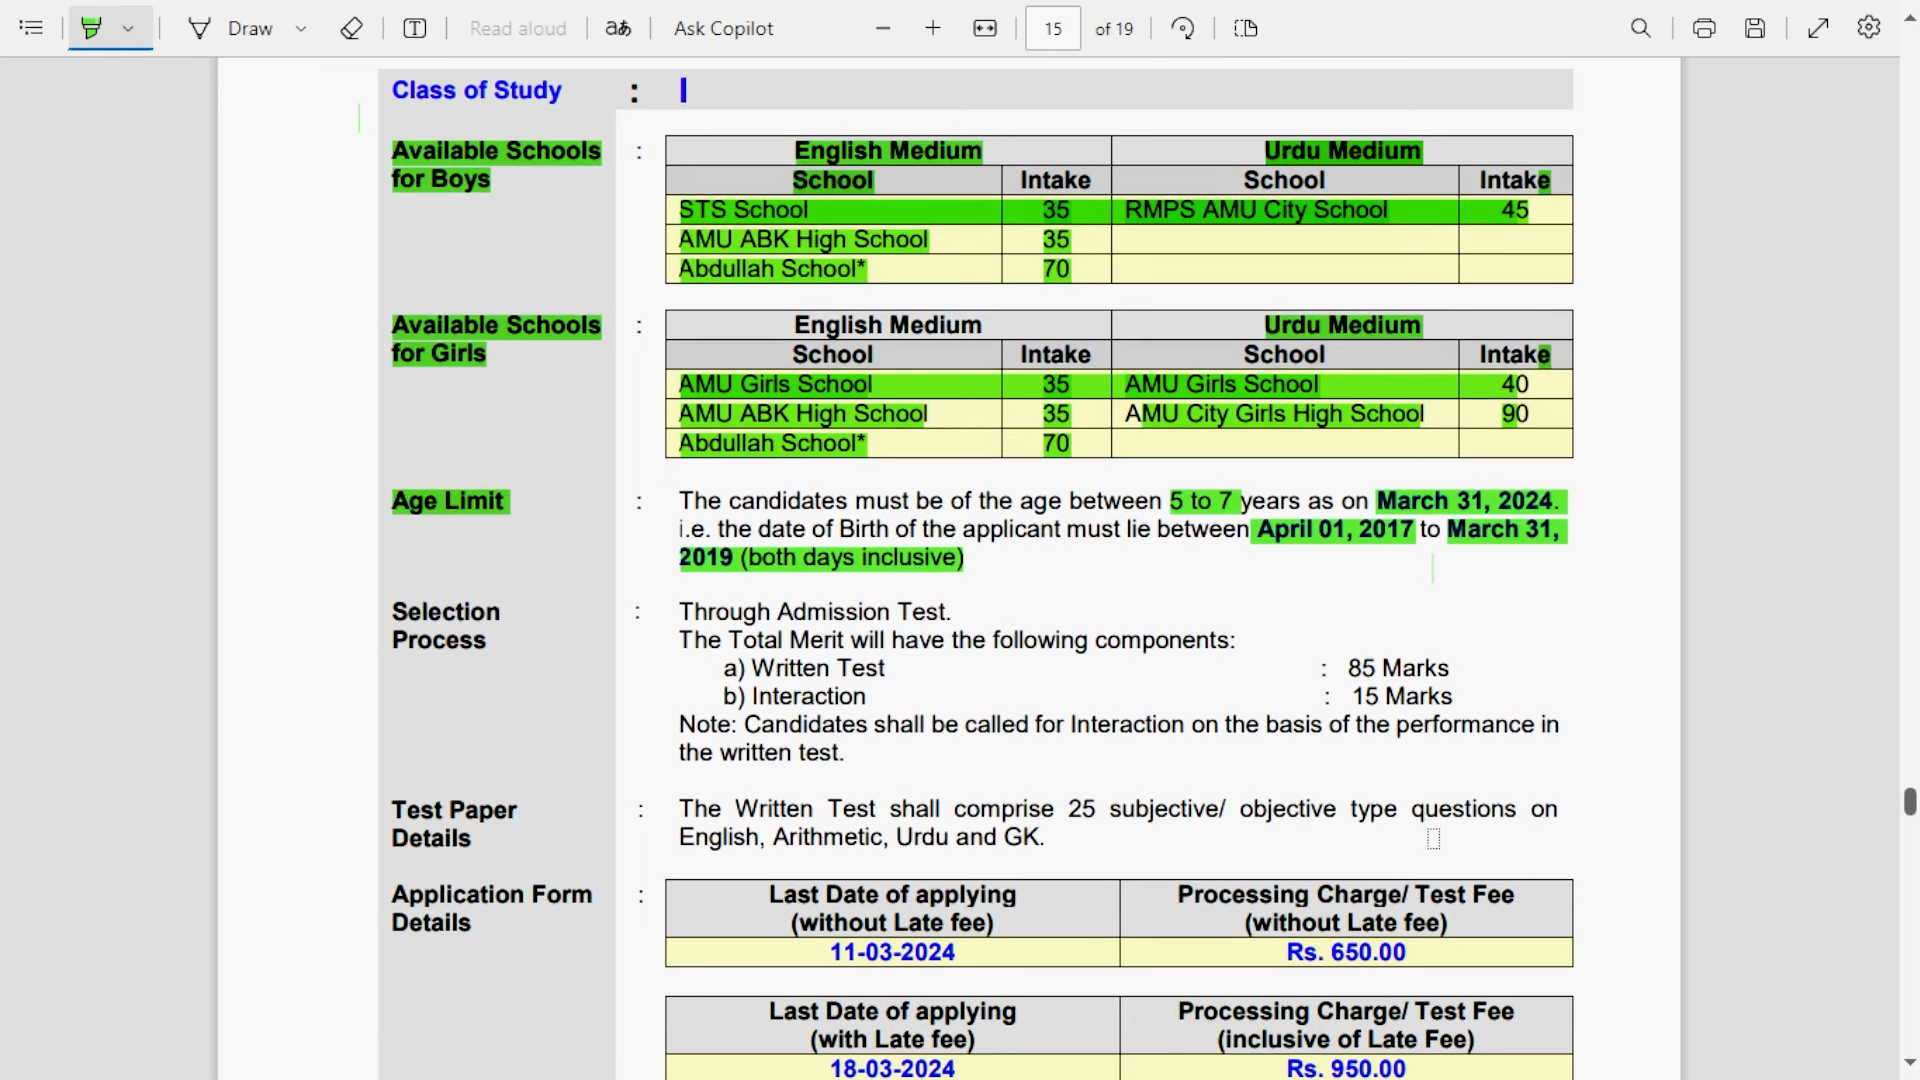 Draw
Read aloud
aあ
Ask Copilot
15
of 19
Class of Study : I
Available Schools for Boys :
English Medium Urdu Medium
School Intake School Intake
STS School 35 RMPS AMU City School 45
AMU ABK High School 35
Abdullah School* 70
Available Schools for Girls :
English Medium Urdu Medium
School Intake School Intake
AMU Girls School 35 AMU Girls School 40
AMU ABK High School 35 AMU City Girls High School 90
Abdullah School* 70
Age Limit : The candidates must be of the age between 5 to 7 years as on March 31, 2024.
i.e. the date of Birth of the applicant must lie between April 01, 2017 to March 31,
2019 (both days inclusive)
Selection Process : Through Admission Test.
The Total Merit will have the following components:
a) Written Test : 85 Marks
b) Interaction : 15 Marks
Note: Candidates shall be called for Interaction on the basis of the performance in
the written test.
Test Paper Details : The Written Test shall comprise 25 subjective/ objective type questions on
English, Arithmetic, Urdu and GK.
Application Form Details :
Last Date of applying (without Late fee) Processing Charge/ Test Fee (without Late fee)
11-03-2024 Rs. 650.00
Last Date of applying (with Late fee) Processing Charge/ Test Fee (inclusive of Late Fee)
18-03-2024 Rs. 950.00